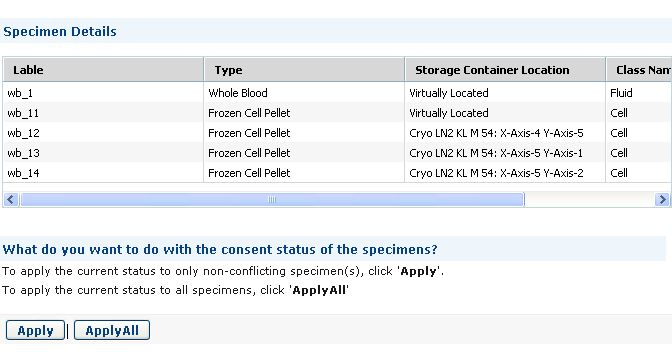 Specimen Details
Lable Type Storage Container Location Class Nam
wb_1 Whole Blood Virtually Located Fluid
wb_11 Frozen Cell Pellet Virtually Located Cell
wb_12 Frozen Cell Pellet Cryo LN2 KL M 54: X-Axis-4 Y-Axis-5 Cell
wb_13 Frozen Cell Pellet Cryo LN2 KL M 54: X-Axis-5 Y-Axis-1 Cell
wb_14 Frozen Cell Pellet Cryo LN2 KL M 54: X-Axis-5 Y-Axis-2 Cell
What do you want to do with the consent status of the specimens?
To apply the current status to only non-conflicting specimen(s), click 'Apply'.
To apply the current status to all specimens, click 'ApplyAll'
Apply | ApplyAll